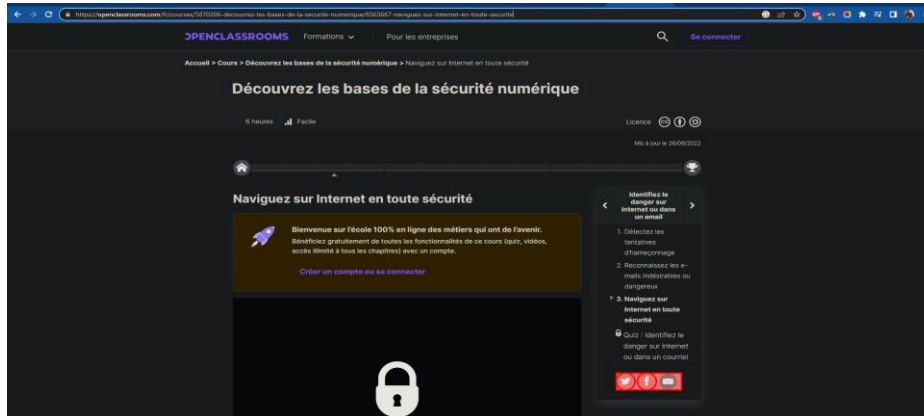 https://openclassrooms.com/fr/courses/5870206-decouvrez-les-bases-de-la-securite-numerique/6563667-naviguez-sur-internet-en-toute-securite
OPENCLASSROOMS Formations Pour les entreprises Se connecter
Accueil > Cours > Découvrez les bases de la sécurité numérique > Naviguez sur Internet en toute sécurité
Découvrez les bases de la sécurité numérique
6 heures Facile Licence
Mis à jour le 26/09/2022
Naviguez sur Internet en toute sécurité
Bienvenue sur l'école 100% en ligne des métiers qui ont de l'avenir.
Bénéficiez gratuitement de toutes les fonctionnalités de ce cours (quiz, vidéos,
accès illimité à tous les chapitres) avec un compte.
Créer un compte ou se connecter
Identifiez le
danger sur
Internet ou dans
un email
1. Détectez les
tentatives
d'hameçonnage
2. Reconnaissez les e-
mails indésirables ou
dangereux
3. Naviguez sur
Internet en toute
sécurité
Quiz : Identifiez le
danger sur Internet
ou dans un courriel